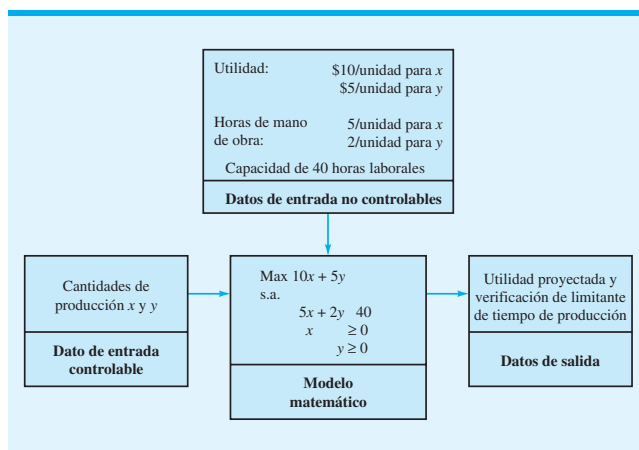 Utilidad: $10/unidad para x
$5/unidad para y
Horas de mano 5/unidad para x
de obra: 2/unidad para y
Capacidad de 40 horas laborales
Datos de entrada no controlables
Cantidades de
producción x y y
Dato de entrada
controlable
Max 10x + 5y
s.a.
5x + 2y 40
x ≥ 0
y ≥ 0
Modelo
matemático
Utilidad proyectada y
verificación de limitante
de tiempo de producción
Datos de salida